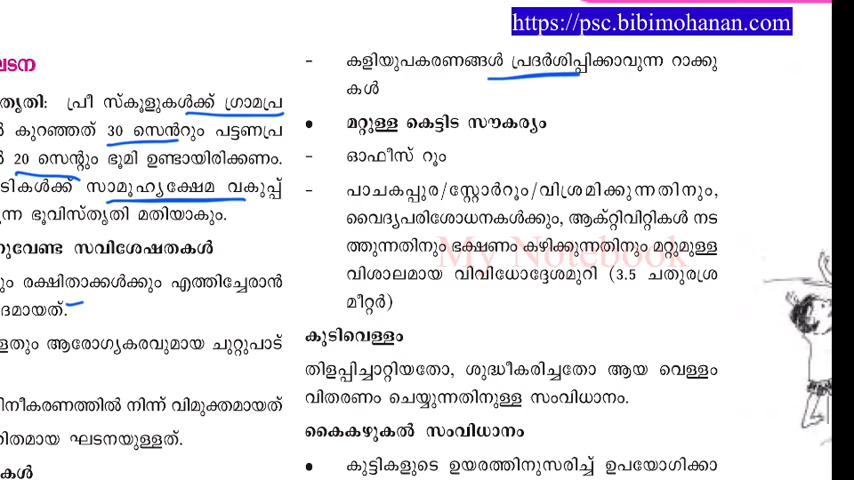 https://psc.bibimohanan.com
ഘടന
തൃതി: പ്രീ സ്കൂളുകൾക്ക് ഗ്രാമപ്ര
കുറഞ്ഞത് 30 സെൻറും പട്ടണപ്ര
20 സെന്റും ഭൂമി ഉണ്ടായിരിക്കണം.
ടികൾക്ക് സാമൂഹ്യക്ഷേമ വകുപ്പ്
ന്ന ഭൂവിസ്തൃതി മതിയാകും.
നുവേണ്ട സവിശേഷതകൾ
ും രക്ഷിതാക്കൾക്കും എത്തിച്ചേരാൻ
ദമായത്.
ളതും ആരോഗ്യകരവുമായ ചുറ്റുപാട്
ിനീകരണത്തിൽ നിന്ന് വിമുക്തമായത്
ിതമായ ഘടനയുള്ളത്.
കൾ
- കളിയുപകരണങ്ങൾ പ്രദർശിപ്പിക്കാവുന്ന റാക്കു
കൾ
• മറ്റുള്ള കെട്ടിട സൗകര്യം
- ഓഫീസ് റൂം
- പാചകപ്പുര/സ്റ്റോർറൂം/വിശ്രമിക്കുന്നതിനും,
വൈദ്യപരിശോധനകൾക്കും, ആക്റ്റിവിറ്റികൾ നട
ത്തുന്നതിനും ഭക്ഷണം കഴിക്കുന്നതിനും മറ്റുമുള്ള
വിശാലമായ വിവിധോദ്ദേശമുറി (3.5 ചതുരശ്ര
മീറ്റർ)
My Notebook
കുടിവെള്ളം
തിളപ്പിച്ചാറ്റിയതോ, ശുദ്ധീകരിച്ചതോ ആയ വെള്ളം
വിതരണം ചെയ്യുന്നതിനുള്ള സംവിധാനം.
കൈകഴുകൽ സംവിധാനം
• കുട്ടികളുടെ ഉയരത്തിനുസരിച്ച് ഉപയോഗിക്കാ